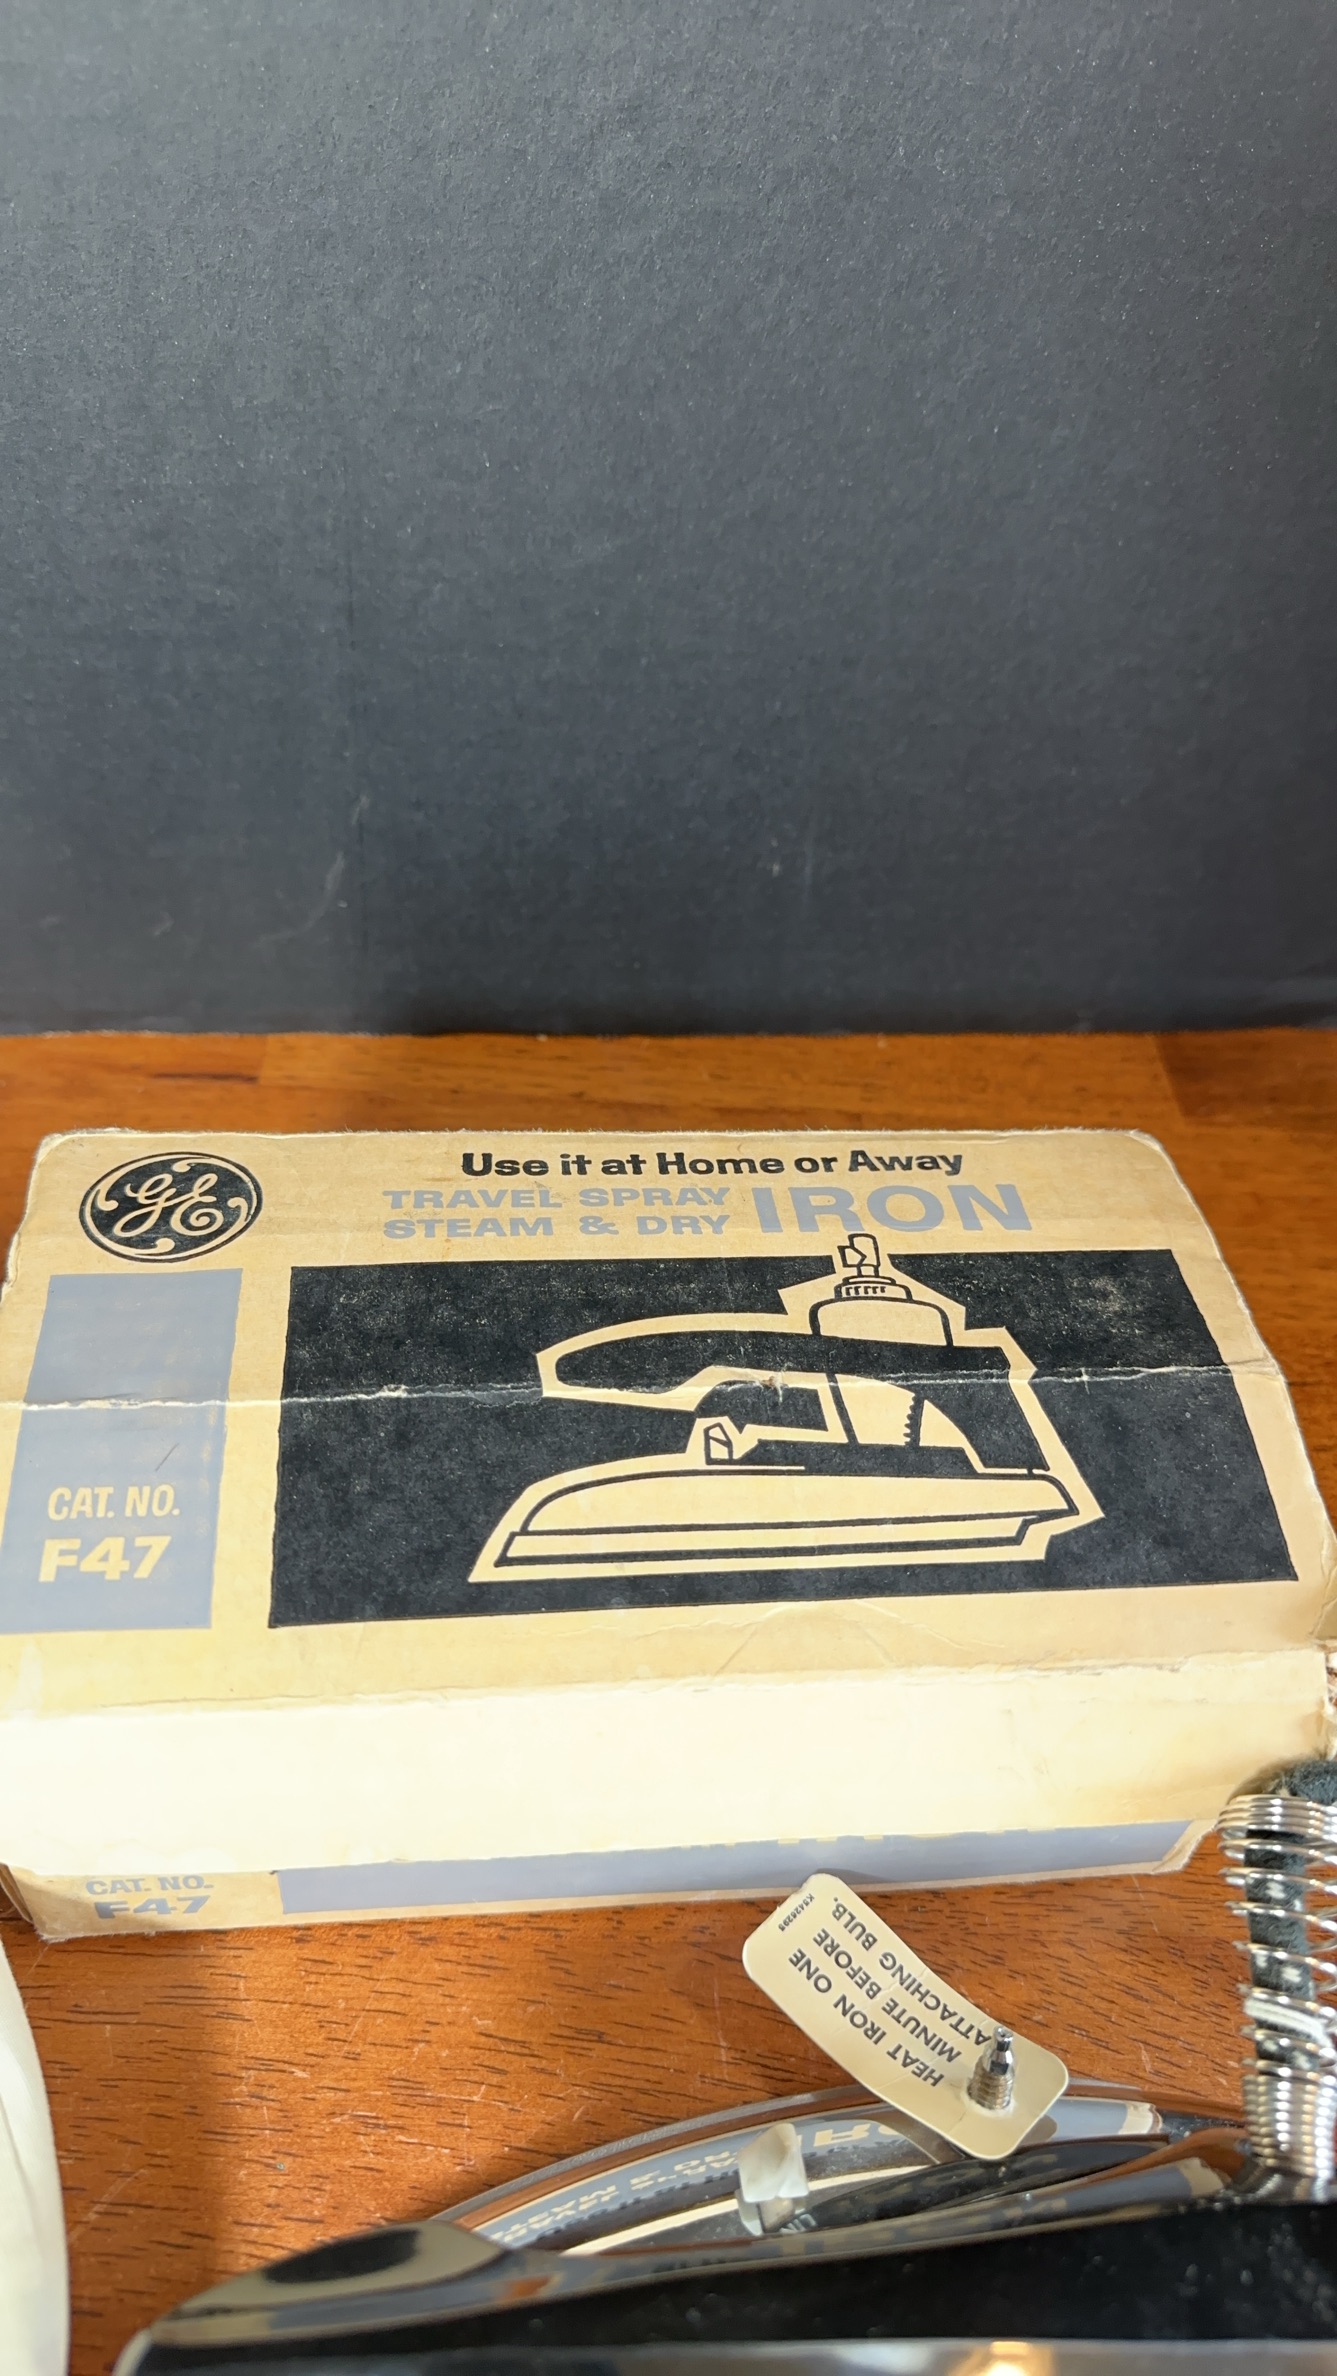 GE
Use it at Home or Away
TRAVEL SPRAY
STEAM & DRY
IRON
CAT. NO.
F47
CAT. NO.
F47
HEAT IRON ONE
MINUTE BEFORE
ATTACHING BULB.